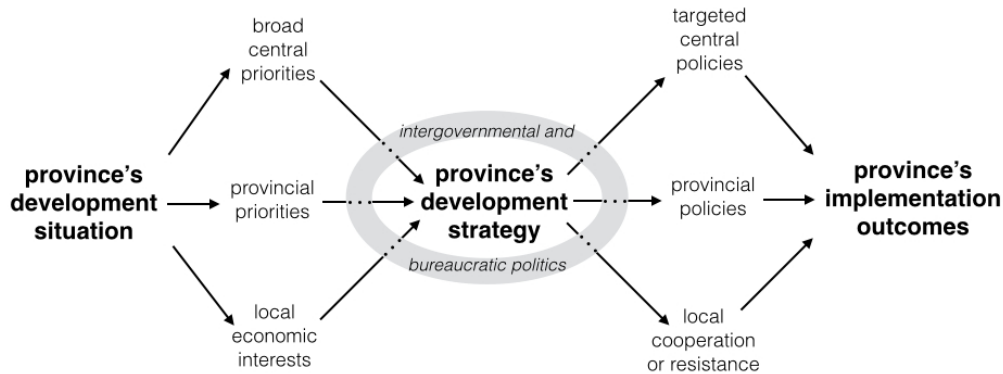 broad
central
priorities
targeted
central
policies
intergovernmental and
province's
development
situation
provincial
priorities
province's
development
strategy
provincial
policies
province's
implementation
outcomes
bureaucratic politics
local
economic
interests
local
cooperation
or resistance